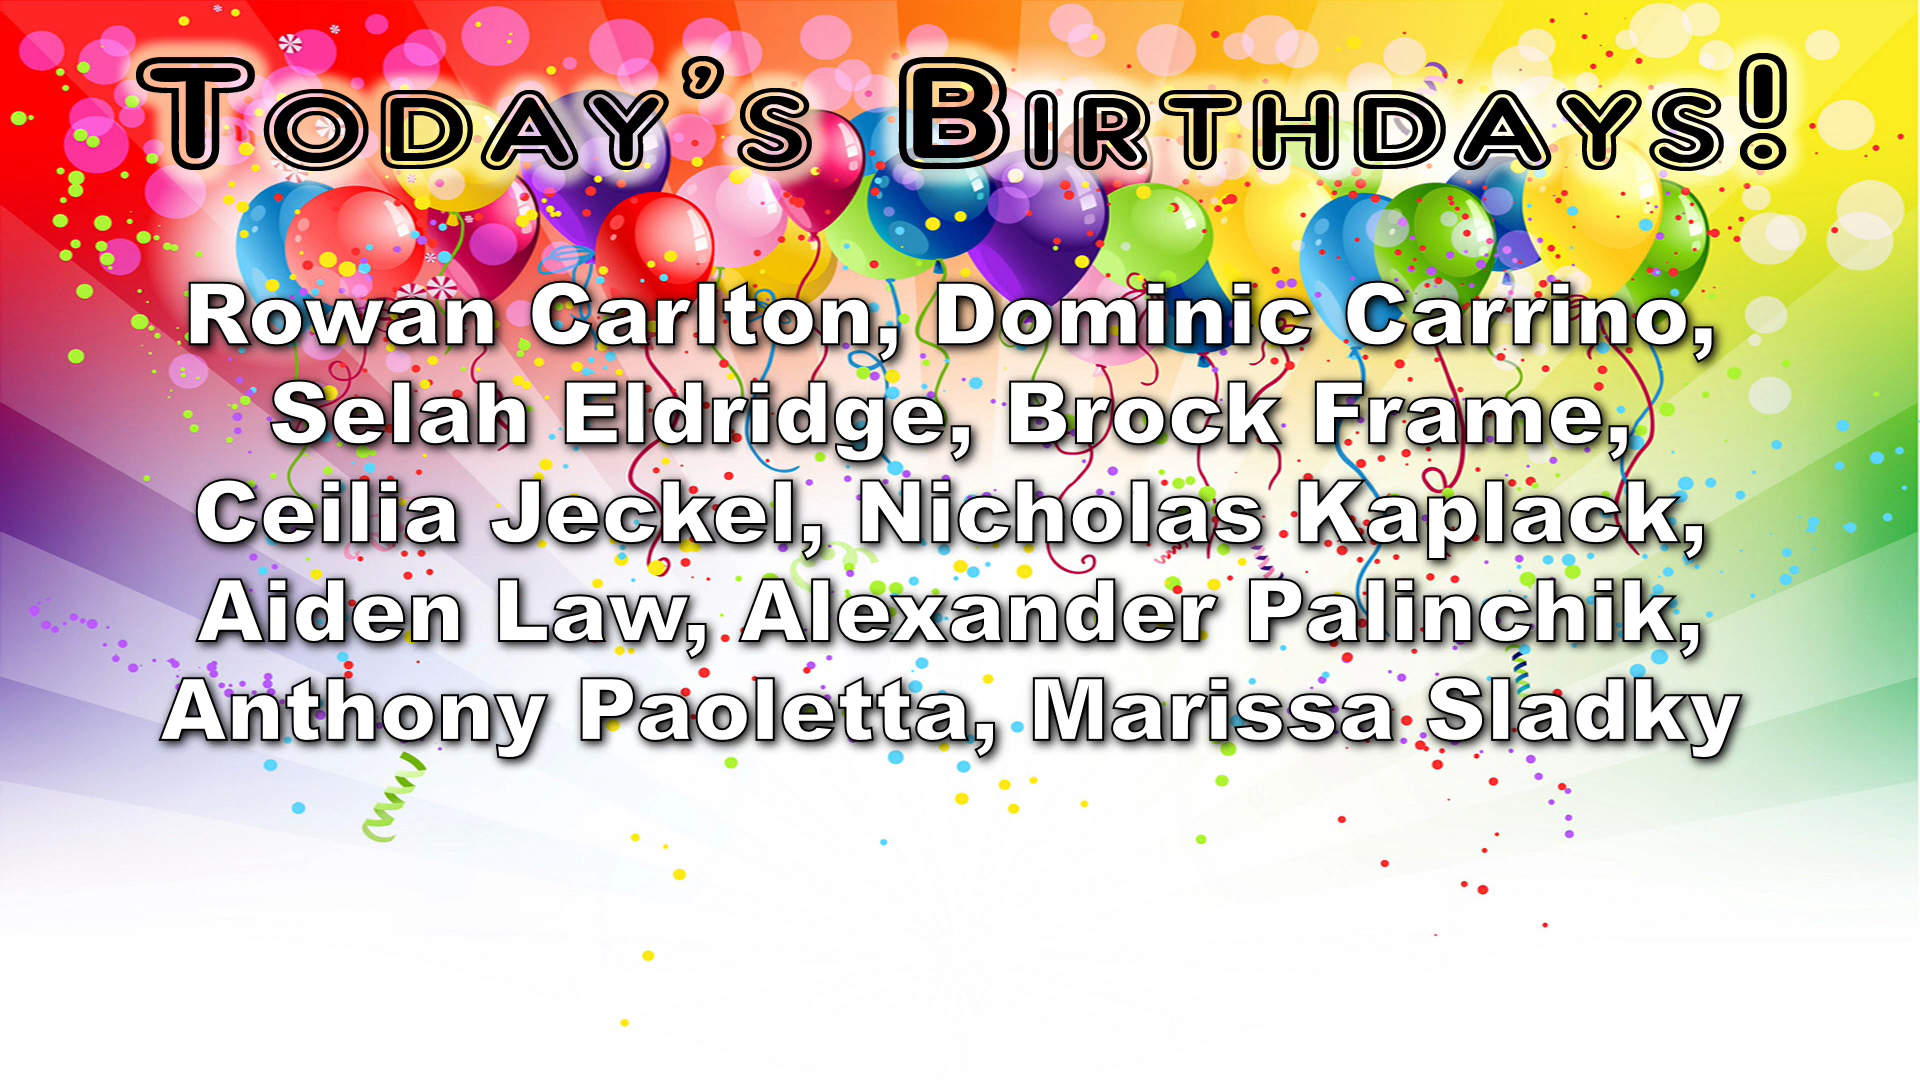 Today's Birthdays!
Rowan Carlton, Dominic Carrino,
Selah Eldridge, Brock Frame,
Ceilia Jeckel, Nicholas Kaplack,
Aiden Law, Alexander Palinchik,
Anthony Paoletta, Marissa Sladky